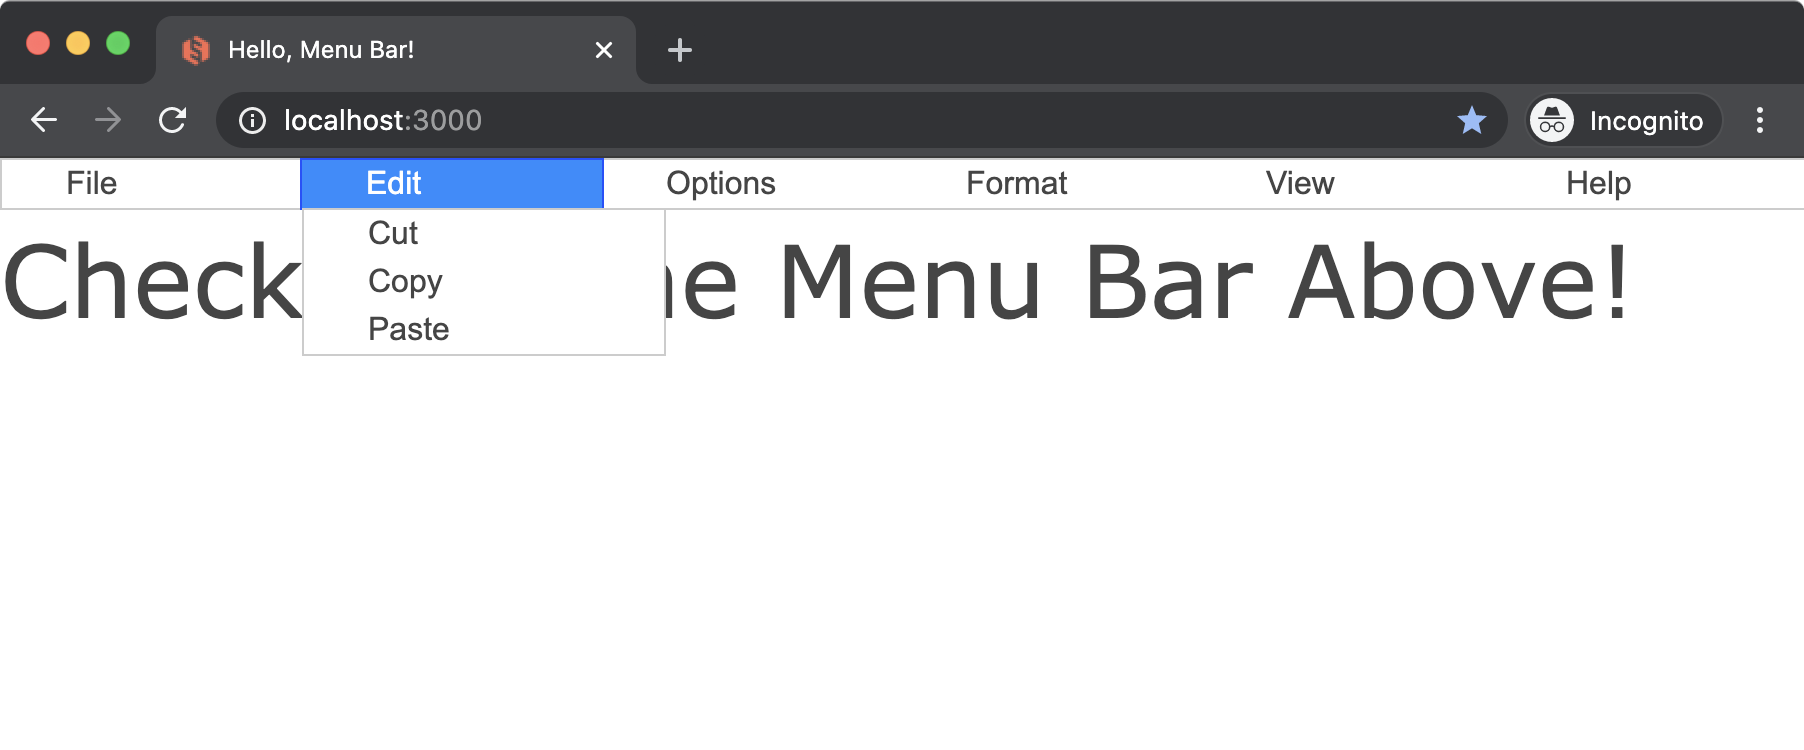 Hello, Menu Bar!
localhost:3000
Incognito
File Edit Options Format View Help
Cut
Copy
Paste
Check Menu Bar Above!